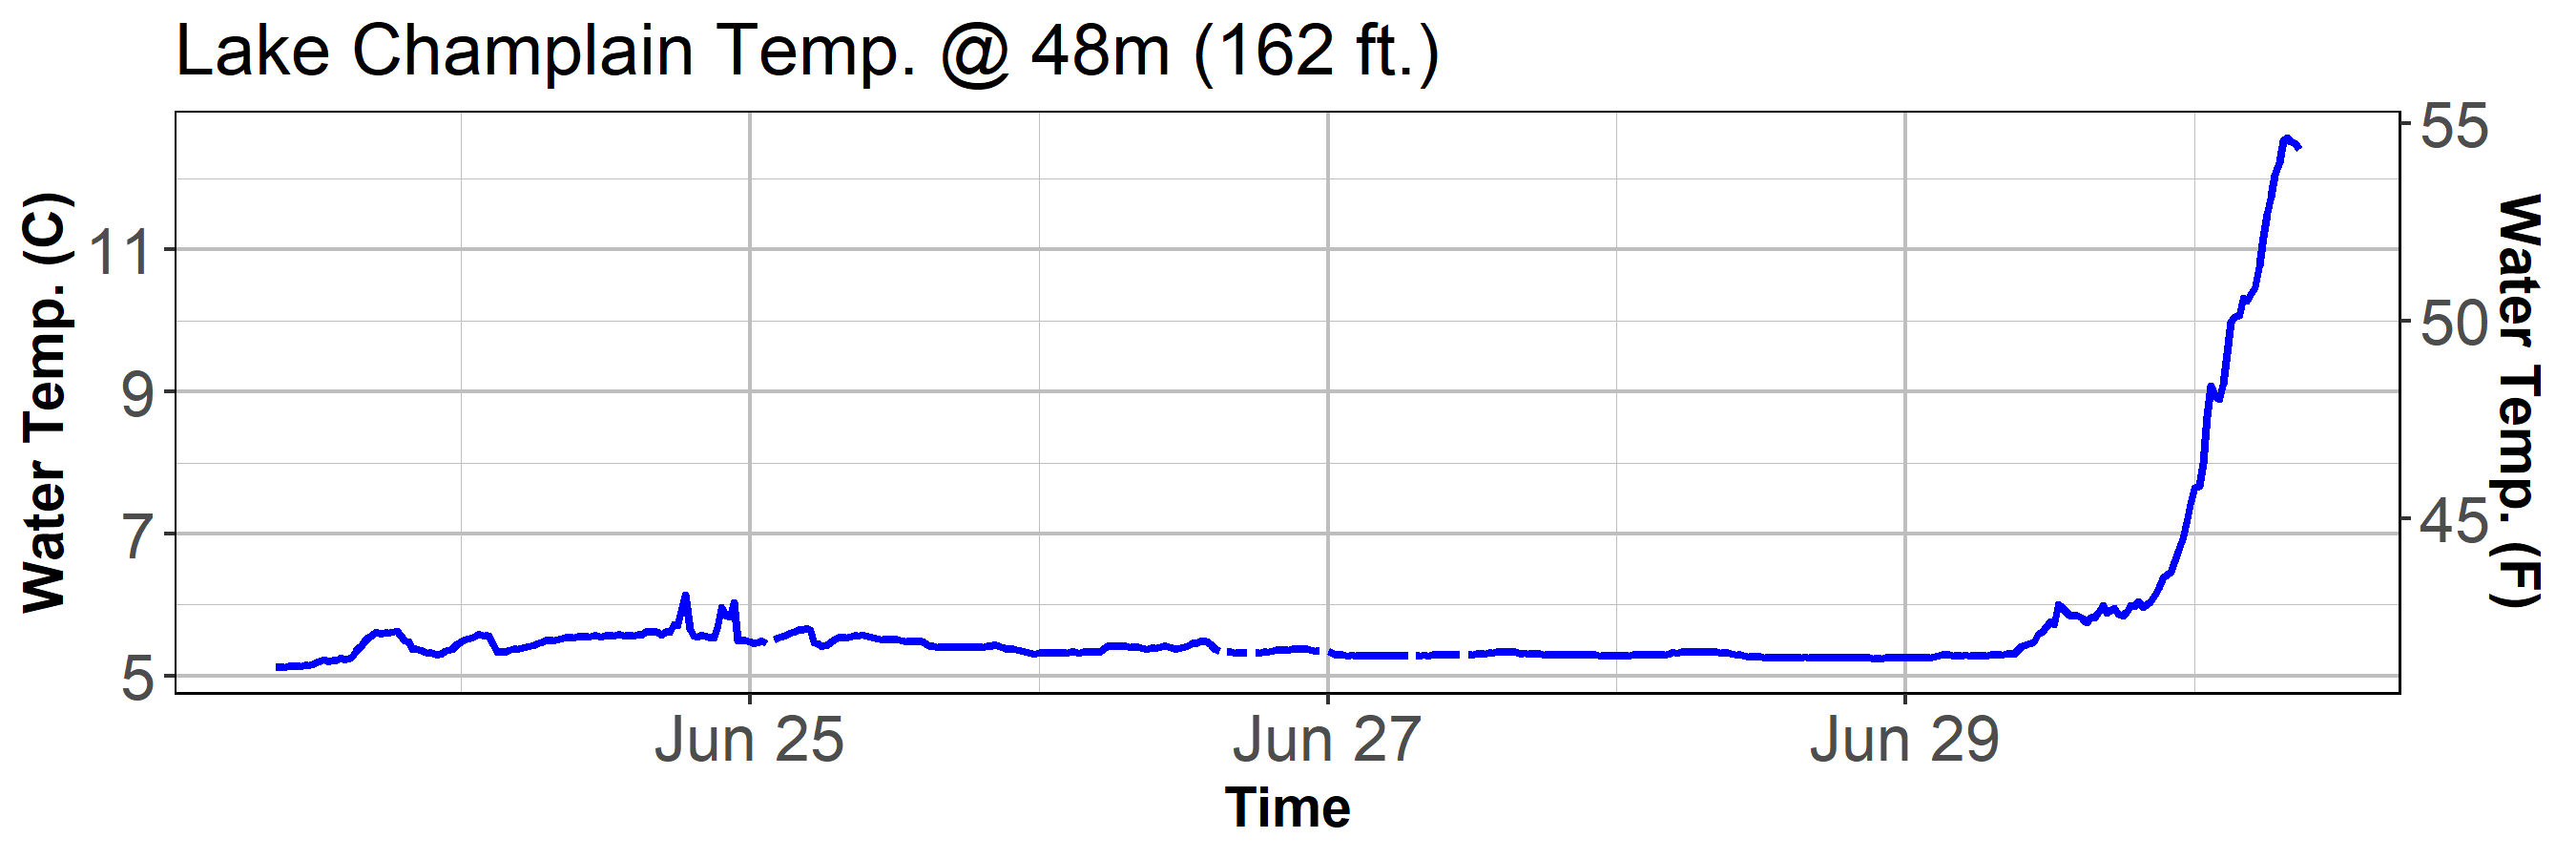 Lake Champlain Temp. @ 48m (162 ft.)
Water Temp. (C)
11
9
7
5
55
50
45
Water Temp. (F)
Jun 25
Jun 27
Jun 29
Time